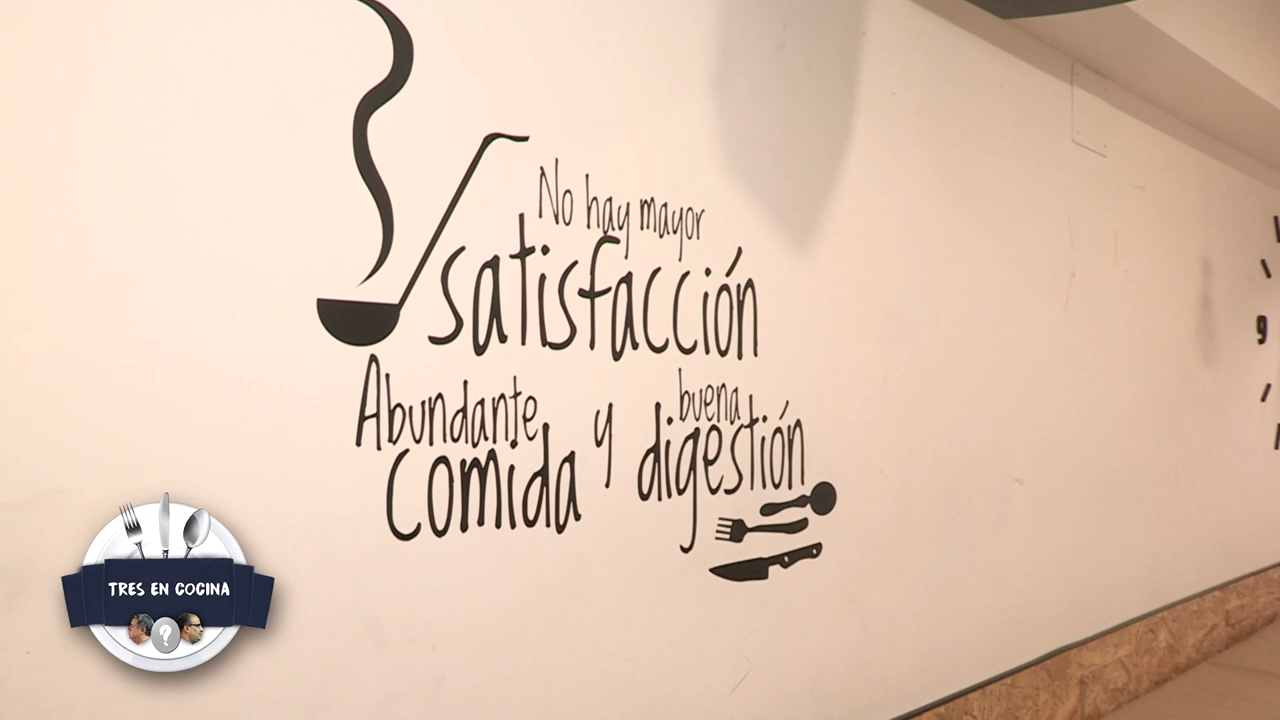 No hay mayor
satisfacción
Abundante y buena
comida digestión
9
TRES EN COCINA
?